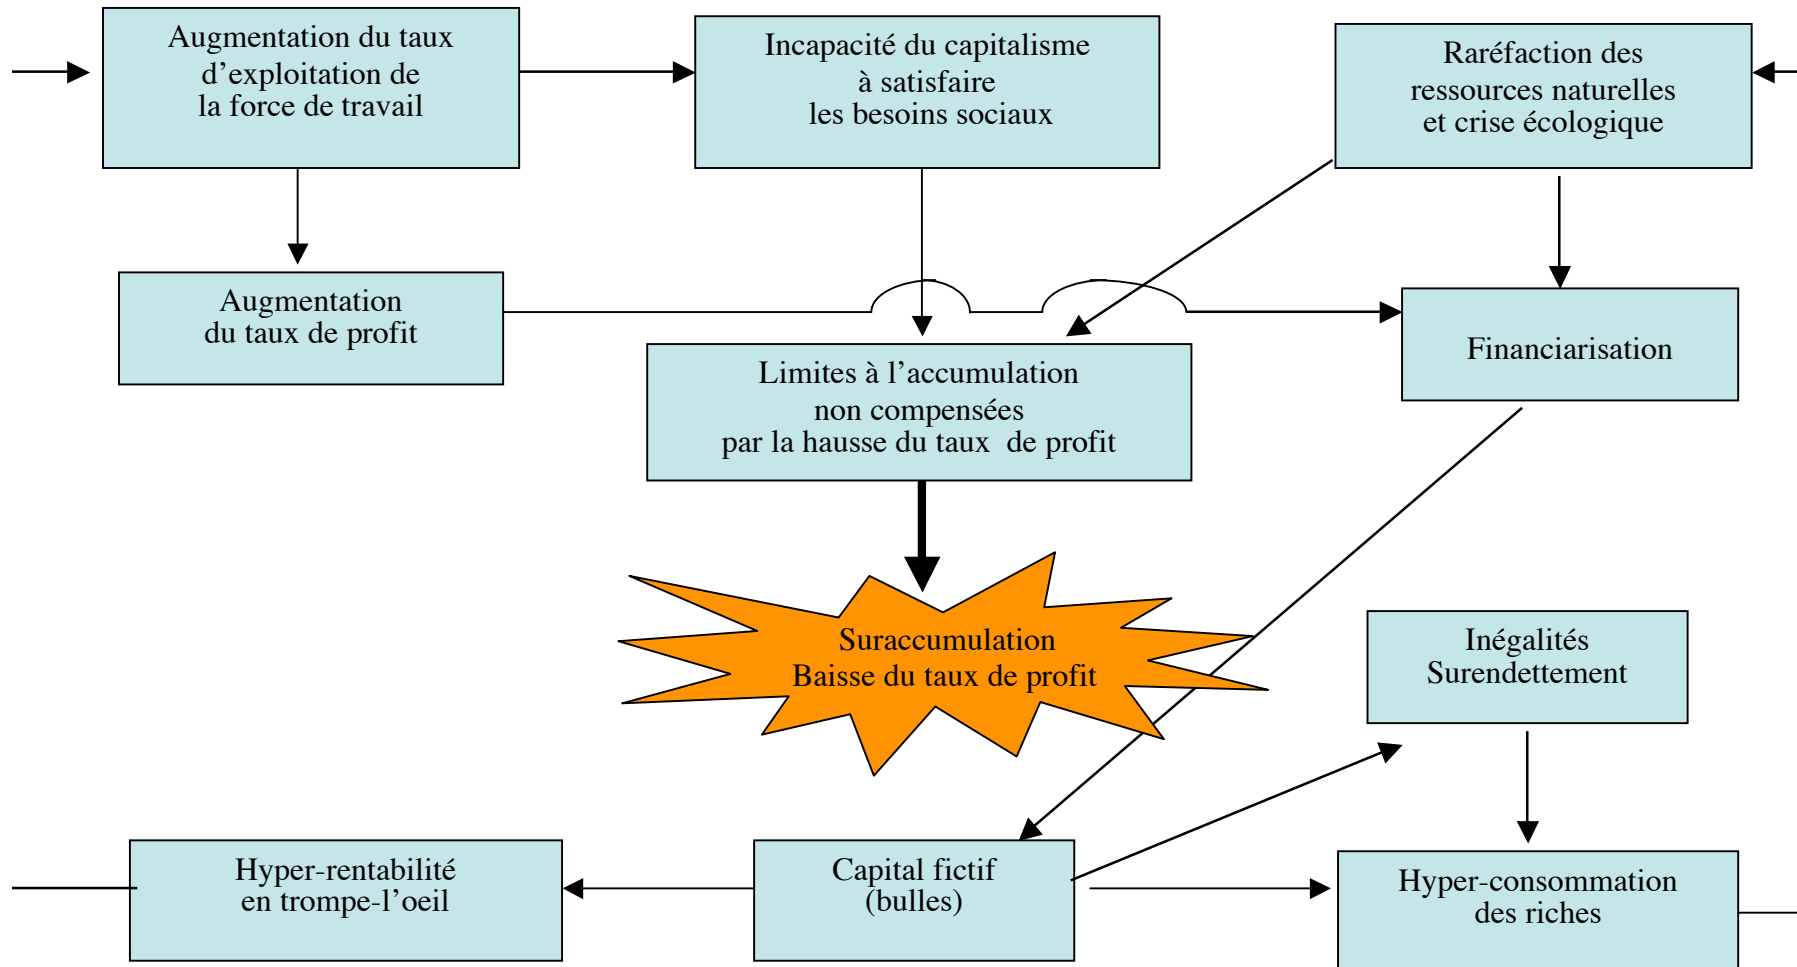 Augmentation du taux
d’exploitation de
la force de travail
Incapacité du capitalisme
à satisfaire
les besoins sociaux
Raréfaction des
ressources naturelles
et crise écologique
Augmentation
du taux de profit
Limites à l’accumulation
non compensées
par la hausse du taux  de profit
Financiarisation
Suraccumulation
Baisse du taux de profit
Inégalités
Surendettement
Hyper-rentabilité
en trompe-l’oeil
Capital fictif
(bulles)
Hyper-consommation
des riches